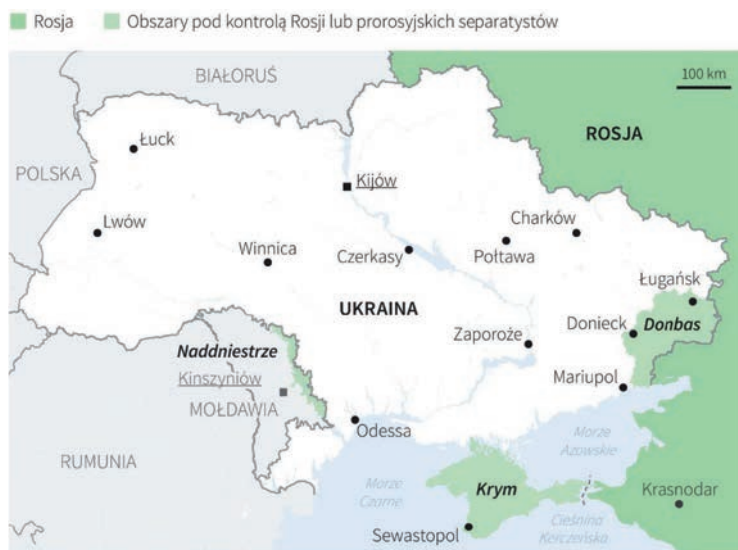 Rosja
Obszary pod kontrolą Rosji lub prorosyjskich separatystów
BIAŁORUŚ
100 km
ROSJA
Łuck
POLSKA
Kijów
Lwów
Charków
Winnica
Czerkasy
Połtawa
Ługańsk
UKRAINA
Donieck
Donbas
Zaporoże
Naddniestrze
Kinszyniów
Mariupol
MOŁDAWIA
Odessa
Morze
Azowskie
RUMUNIA
Morze
Czarne
Krym
Krasnodar
Sewastopol
Cieśnina
Kerczeńska